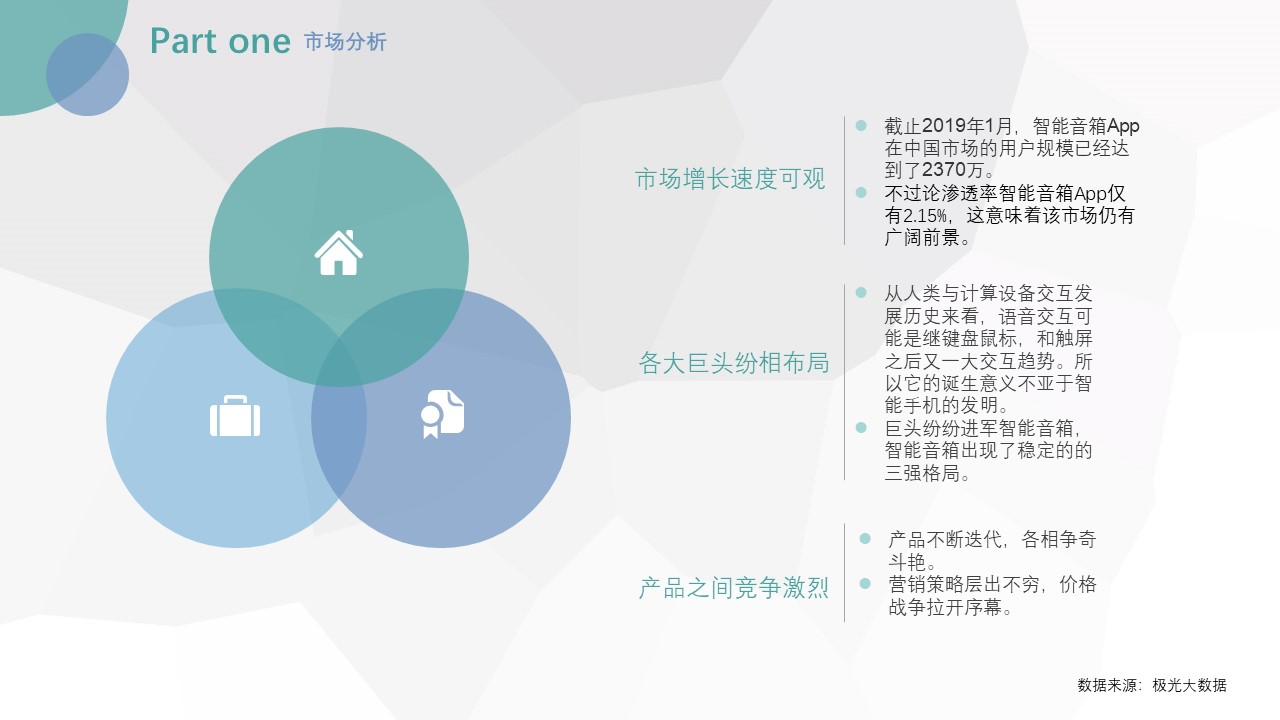 Part one 市场分析
市场增长速度可观
截止2019年1月，智能音箱App
在中国市场的用户规模已经达
到了2370万。
不过论渗透率智能音箱App仅
有2.15%，这意味着该市场仍有
广阔前景。
各大巨头纷相布局
从人类与计算设备交互发
展历史来看，语音交互可
能是继键盘鼠标，和触屏
之后又一大交互趋势。所
以它的诞生意义不亚于智
能手机的发明。
巨头纷纷进军智能音箱，
智能音箱出现了稳定的的
三强格局。
产品之间竞争激烈
产品不断迭代，各相争奇
斗艳。
营销策略层出不穷，价格
战争拉开序幕。
数据来源：极光大数据